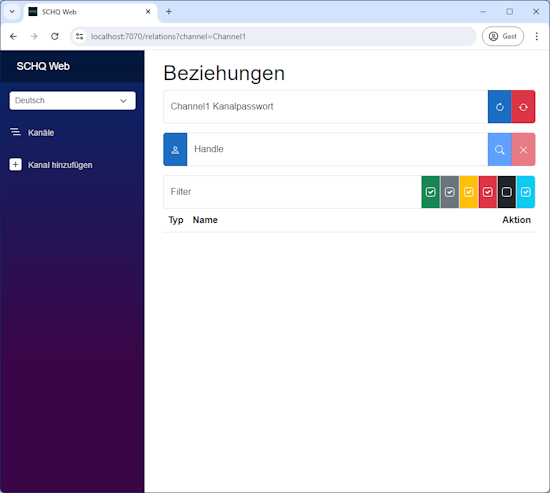 SCHQ Web
localhost:7070/relations?channel=Channel1
Gast
SCHQ Web
Deutsch
Kanäle
Kanal hinzufügen
Beziehungen
Channel1 Kanalpasswort
Handle
Filter
Typ Name Aktion